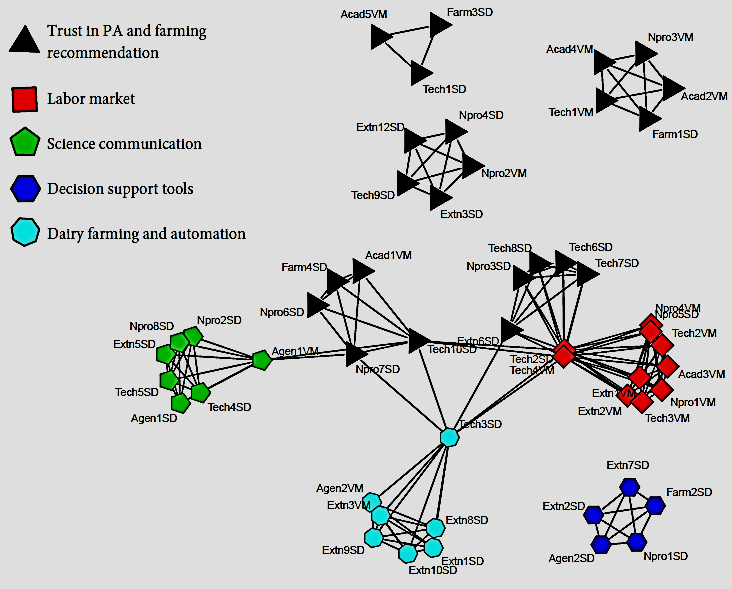 Trust in PA and farming
recommendation
Labor market
Science communication
Decision support tools
Dairy farming and automation
Acad5VM
Farm3SD
Tech1SD
Acad4VM
Npro3VM
Acad2VM
Tech1VM
Farm1SD
Extn12SD
Npro4SD
Npro2VM
Tech9SD
Extn3SD
Tech8SD
Tech6SD
Npro3SD
Tech7SD
Extn6SD
Acad1VM
Farm4SD
Npro6SD
Npro7SD
Tech10SD
Npro2SD
Npro8SD
Extn5SD
Agen1VM
Tech5SD
Tech4SD
Agen1SD
Tech2SD
Tech4VM
Npro4VM
Npro5SD
Tech2VM
Acad3VM
Npro1VM
Extn2VM
Tech3VM
Tech3SD
Agen2VM
Extn3VM
Extn8SD
Extn9SD
Extn1SD
Extn10SD
Extn7SD
Farm2SD
Extn2SD
Agen2SD
Npro1SD